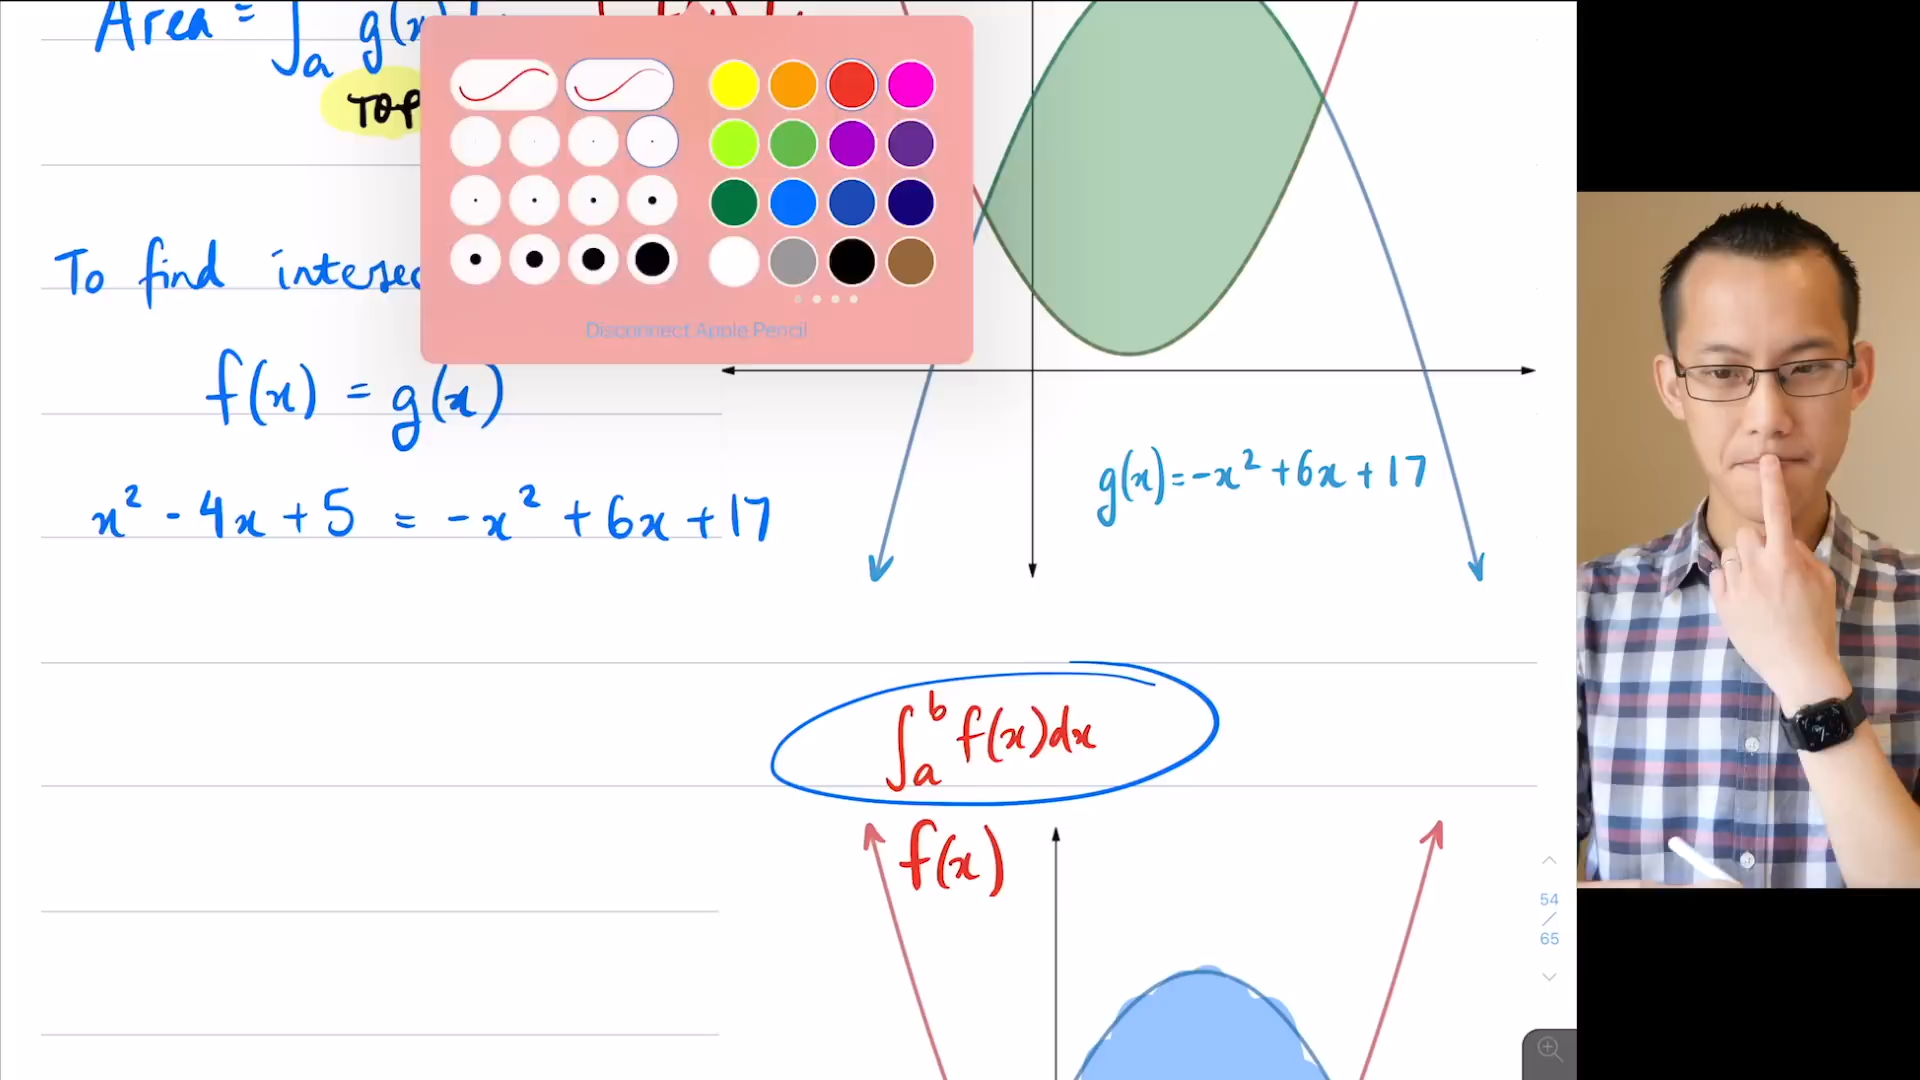 Area = ∫a g(x)
TOP
Disconnect Apple Pencil
To find intersec
f(x) = g(x)
x² - 4x + 5 = -x² + 6x + 17
g(x) = -x² + 6x + 17
∫a^b f(x)dx
f(x)
54
/
65